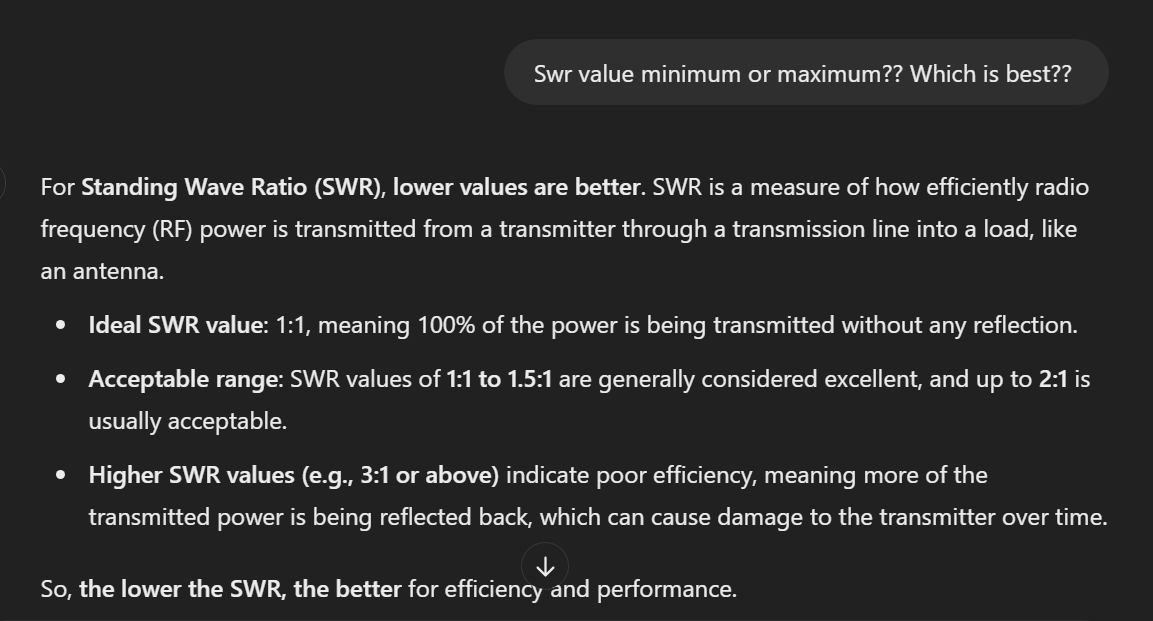 Swr value minimum or maximum?? Which is best??
For Standing Wave Ratio (SWR), lower values are better. SWR is a measure of how efficiently radio
frequency (RF) power is transmitted from a transmitter through a transmission line into a load, like
an antenna.
• Ideal SWR value: 1:1, meaning 100% of the power is being transmitted without any reflection.
• Acceptable range: SWR values of 1:1 to 1.5:1 are generally considered excellent, and up to 2:1 is
usually acceptable.
• Higher SWR values (e.g., 3:1 or above) indicate poor efficiency, meaning more of the
transmitted power is being reflected back, which can cause damage to the transmitter over time.
So, the lower the SWR, the better for efficiency and performance.